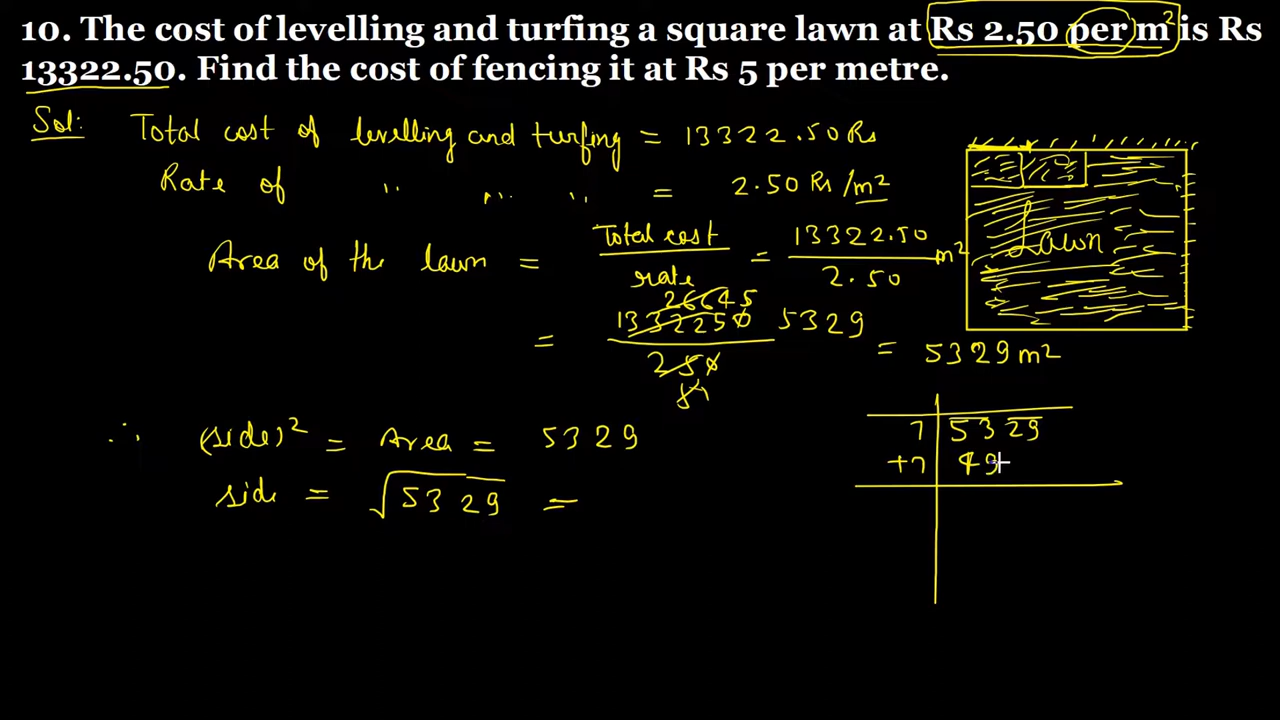 10. The cost of levelling and turfing a square lawn at Rs 2.50 per m² is Rs
13322.50. Find the cost of fencing it at Rs 5 per metre.
Sol: Total cost of levelling and turfing = 13322.50 Rs
Rate of " " " = 2.50 Rs/m²
Area of the lawn = Total cost / rate = 13322.50 / 2.50 m²
Lawn
26645
= 1332250 / 250 5329
= 5329 m²
∴ (side)² = Area = 5329
side = √5329 =
7 5329
+7 49